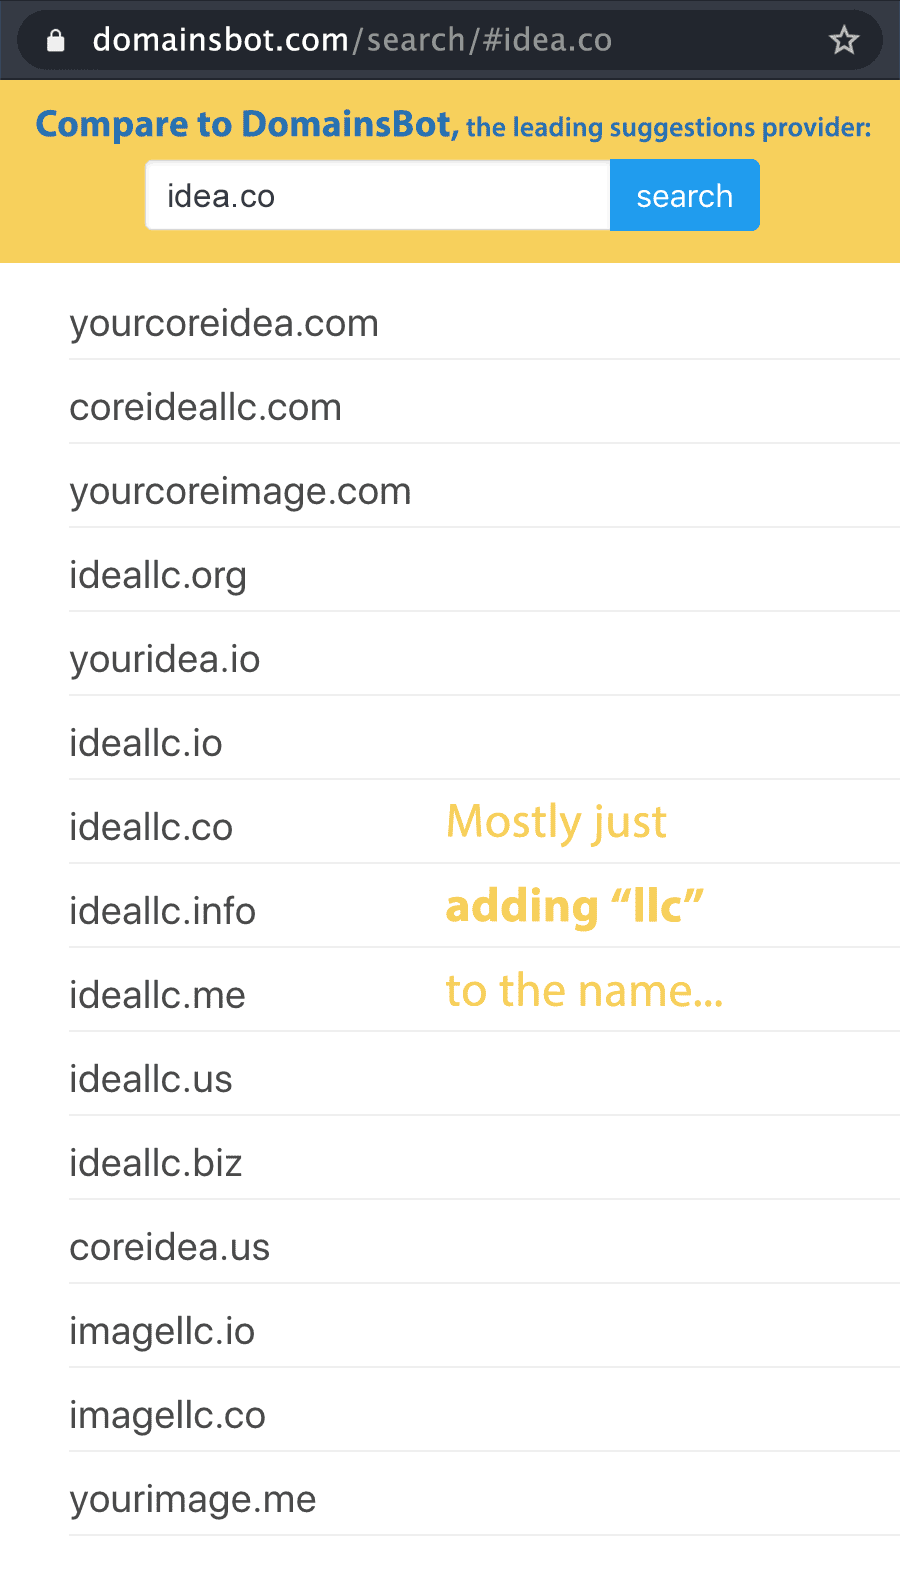 domainsbot.com/search/#idea.co
Compare to DomainsBot, the leading suggestions provider:
idea.co
search
yourcoreidea.com
coreideallc.com
yourcoreimage.com
ideallc.org
youridea.io
ideallc.io
ideallc.co
Mostly just
ideallc.info
adding “llc”
ideallc.me
to the name...
ideallc.us
ideallc.biz
coreidea.us
imagellc.io
imagellc.co
yourimage.me